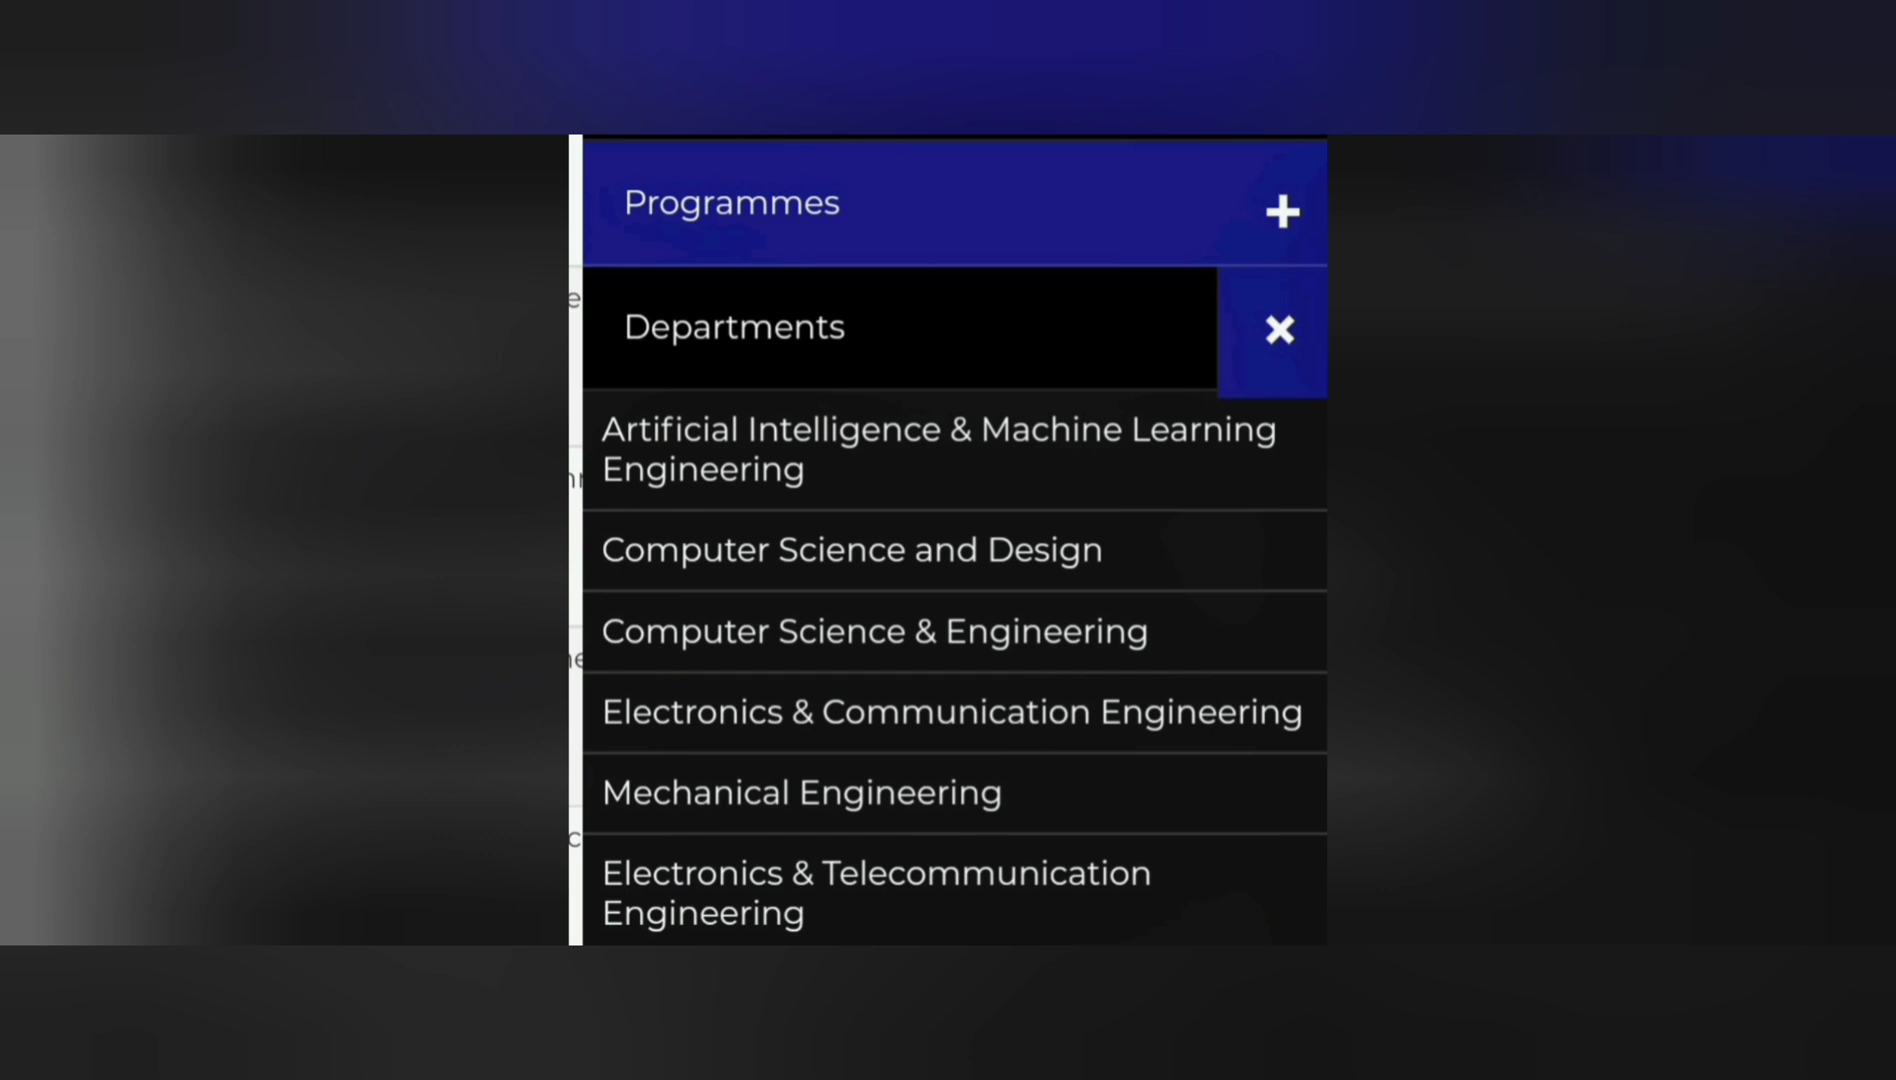 Programmes
Departments
Artificial Intelligence & Machine Learning
Engineering
Computer Science and Design
Computer Science & Engineering
Electronics & Communication Engineering
Mechanical Engineering
Electronics & Telecommunication
Engineering